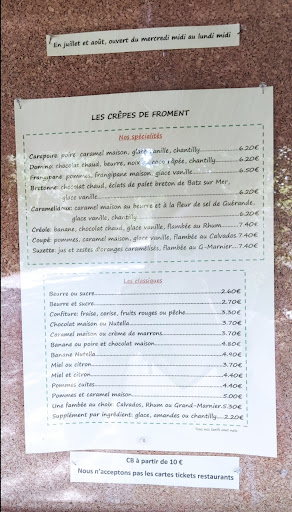 En juillet et août, ouvert du mercredi midi au lundi midi
LES CRÊPES DE FROMENT
Nos spécialités
Carapoire: poire, caramel maison, glace vanille, chantilly 6.20€
Domino: chocolat chaud, beurre, noix de coco râpée, chantilly 6.20€
Frangipane: pommes, frangipane maison, glace vanille 6.50€
Bretonne: chocolat chaud, éclats de palet breton de Batz sur Mer,
glace vanille 6.20€
Caramelianux: caramel maison au beurre et à la fleur de sel de Guérande,
glace vanille, chantilly 6.20€
Créole: banane, chocolat chaud, glace vanille, flambée au Rhum 7.40€
Coupé: pommes, caramel maison, glace vanille, flambée au Calvados 7.40€
Suzette: jus et zestes d'oranges caramélisés, flambée au G-Marnier 7.40€
Les classiques
Beurre ou sucre 2.60€
Beurre et sucre 2.70€
Confiture: fraise, cerise, fruits rouges ou pêche 3.50€
Chocolat maison ou Nutella 3.70€
Caramel maison ou crème de marrons 3.70€
Banane ou poire et chocolat maison 4.80€
Banane Nutella 4.90€
Miel ou citron 3.70€
Miel et citron 4.40€
Pommes cuites 4.40€
Pommes et caramel maison 5.00€
Une flambée au choix: Calvados, Rhum ou Grand-Marnier 5.30€
Supplément par ingrédient: glace, amandes ou chantilly 2.20€
CB à partir de 10 €
Nous n'acceptons pas les cartes tickets restaurants